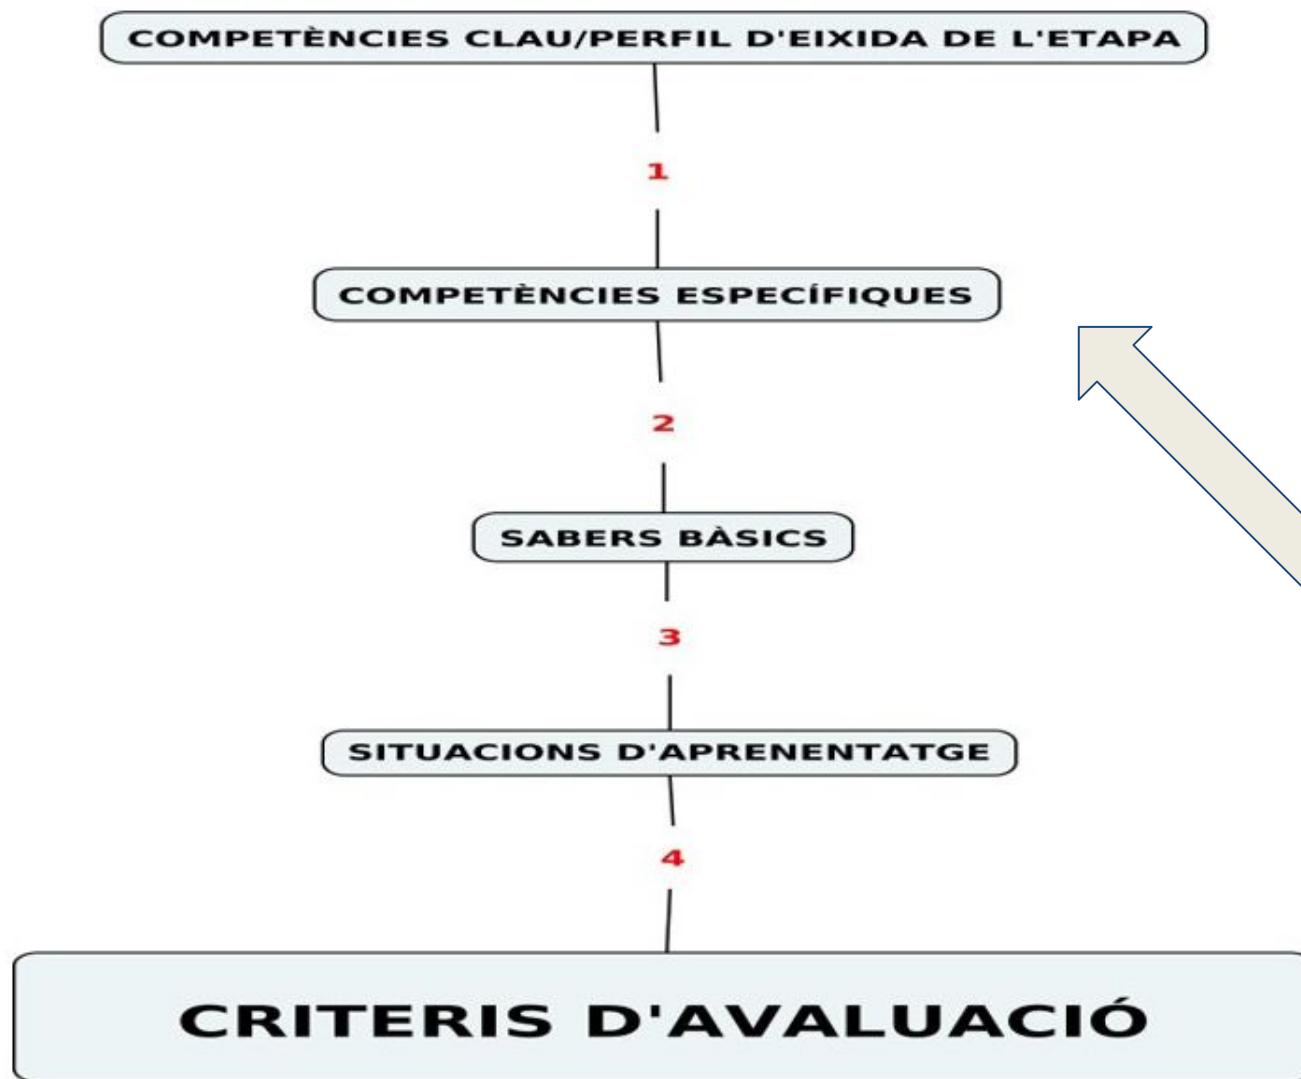 COMPETÈNCIES CLAU/PERFIL D'EIXIDA DE L'ETAPA
1
COMPETÈNCIES ESPECÍFIQUES
2
SABERS BÀSICS
3
SITUACIONS D'APRENENTATGE
4
CRITERIS D'AVALUACIÓ